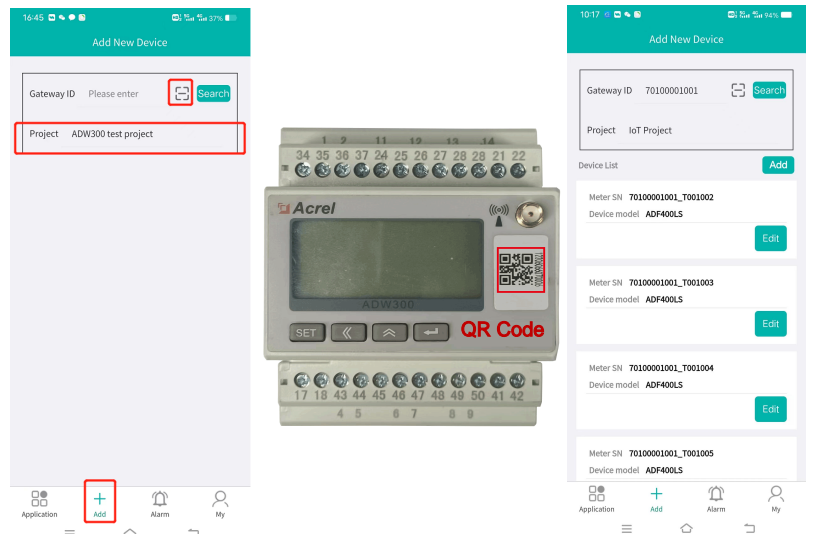 16:45
37%
Add New Device
Gateway ID Please enter Search
Project ADW300 test project
Application Add Alarm My
1 2 11 12 13 14
34 35 36 37 24 25 26 27 28 28 21 22
Acrel
ADW300
SET
QR Code
17 18 43 44 45 46 47 48 49 50 41 42
4 5 6 7 8 9
10:17
94%
Add New Device
Gateway ID 70100001001 Search
Project IoT Project
Device List Add
Meter SN 70100001001_T001002
Device model ADF400LS
Edit
Meter SN 70100001001_T001003
Device model ADF400LS
Edit
Meter SN 70100001001_T001004
Device model ADF400LS
Edit
Meter SN 70100001001_T001005
Device model ADF400LS
Application Add Alarm My